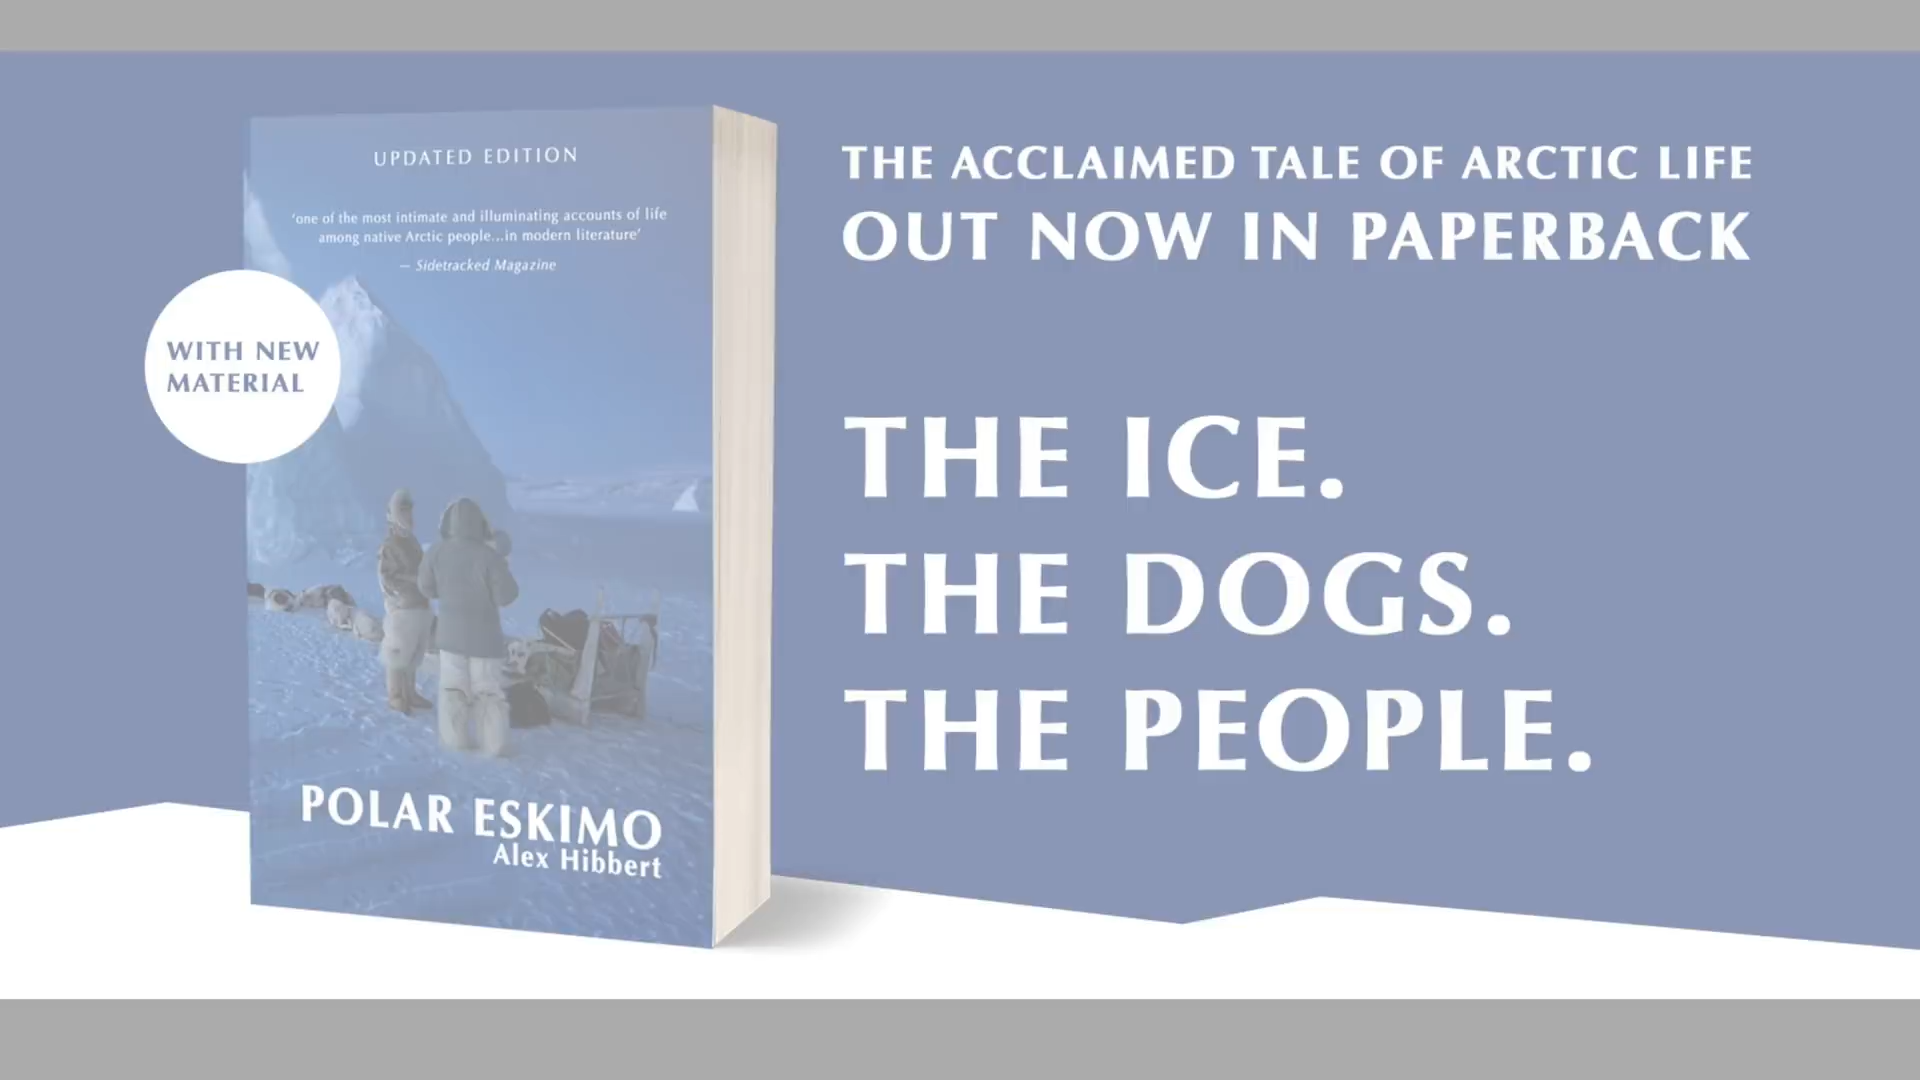 UPDATED EDITION
'one of the most intimate and illuminating accounts of life
among native Arctic people...in modern literature'
— Sidetracked Magazine
WITH NEW
MATERIAL
POLAR ESKIMO
Alex Hibbert
THE ACCLAIMED TALE OF ARCTIC LIFE
OUT NOW IN PAPERBACK
THE ICE.
THE DOGS.
THE PEOPLE.